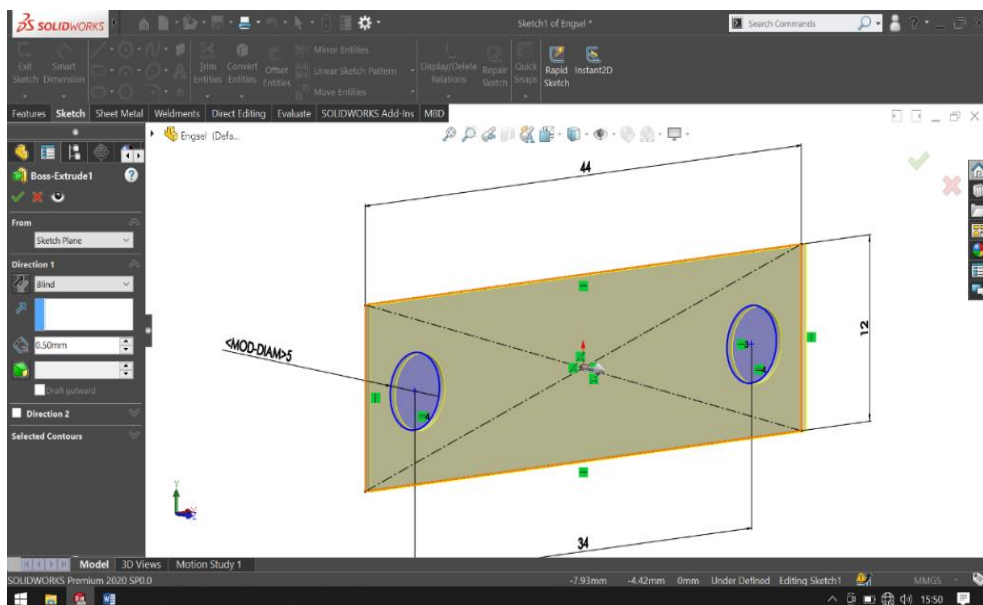 SOLIDWORKS
Sketch1 of Engsel *
Search Commands
Exit Sketch
Smart Dimension
Trim Entities
Convert Entities
Offset Entities
Mirror Entities
Linear Sketch Pattern
Move Entities
Display/Delete Relations
Repair Sketch
Quick Snaps
Rapid Sketch
Instant2D
Features Sketch Sheet Metal Weldments Direct Editing Evaluate SOLIDWORKS Add-Ins MBD
Engsel (Defa...
Boss-Extrude1
From
Sketch Plane
Direction 1
Blind
0.50mm
Draft outward
Direction 2
Selected Contours
44
12
<MOD-DIAM>5
3
4
4
34
Y
Z
Model 3D Views Motion Study 1
SOLIDWORKS Premium 2020 SP0.0
-7.93mm -4.42mm 0mm Under Defined Editing Sketch1 MMGS
15:50